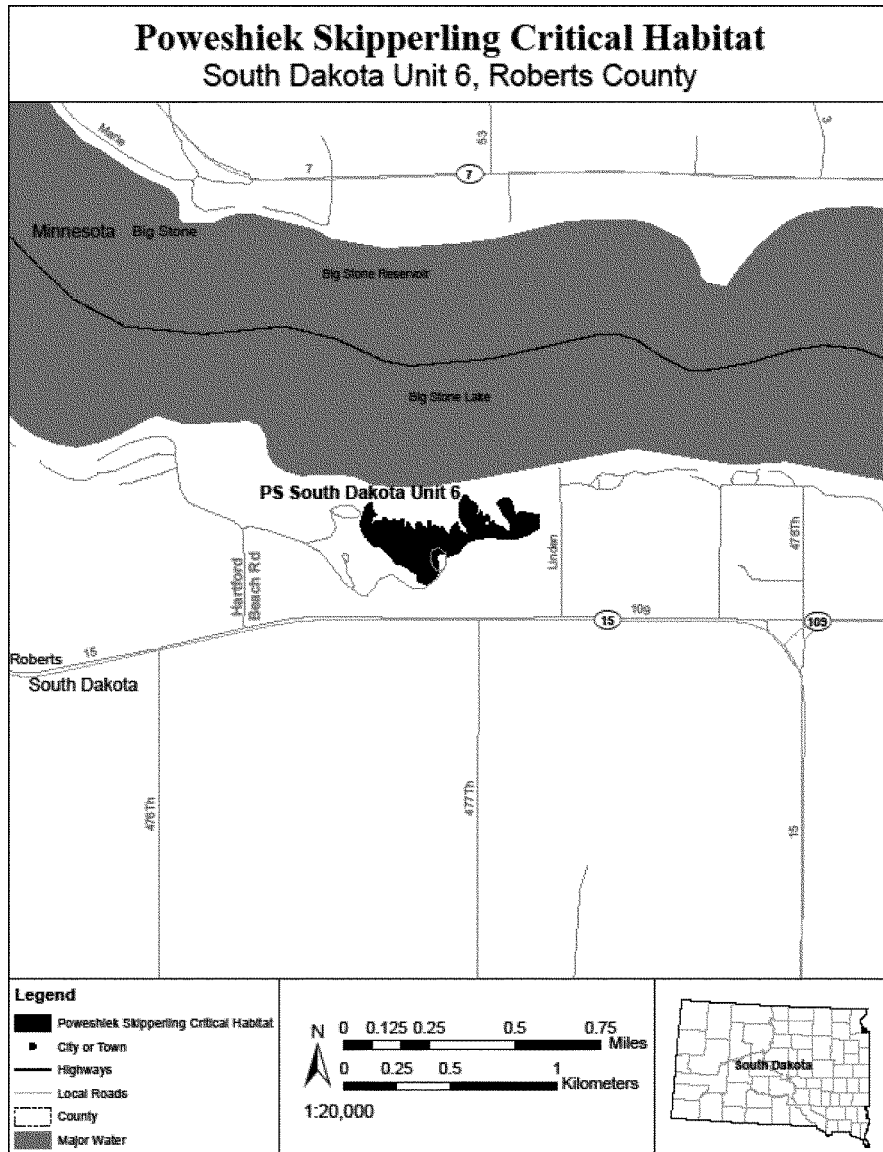 Poweshiek Skipperling Critical Habitat
South Dakota Unit 6, Roberts County
Marie
7
53
7
3
Minnesota
Big Stone
Big Stone Reservoir
Big Stone Lake
PS South Dakota Unit 6
Hartford
Beach Rd
Linden
478Th
109
15
109
Roberts
15
South Dakota
476Th
477Th
15
Legend
Poweshiek Skipperling Critical Habitat
City or Town
Highways
Local Roads
County
Major Water
N
0 0.125 0.25 0.5 0.75
Miles
0 0.25 0.5 1
Kilometers
1:20,000
South Dakota